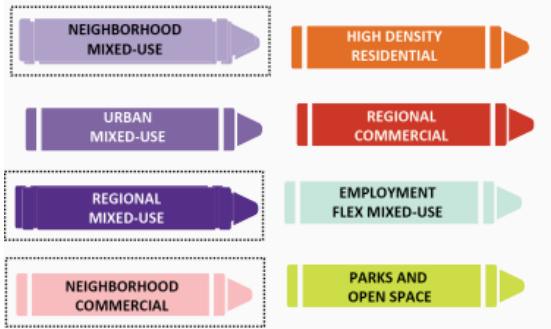 NEIGHBORHOOD
MIXED-USE
URBAN
MIXED-USE
REGIONAL
MIXED-USE
NEIGHBORHOOD
COMMERCIAL
HIGH DENSITY
RESIDENTIAL
REGIONAL
COMMERCIAL
EMPLOYMENT
FLEX MIXED-USE
PARKS AND
OPEN SPACE